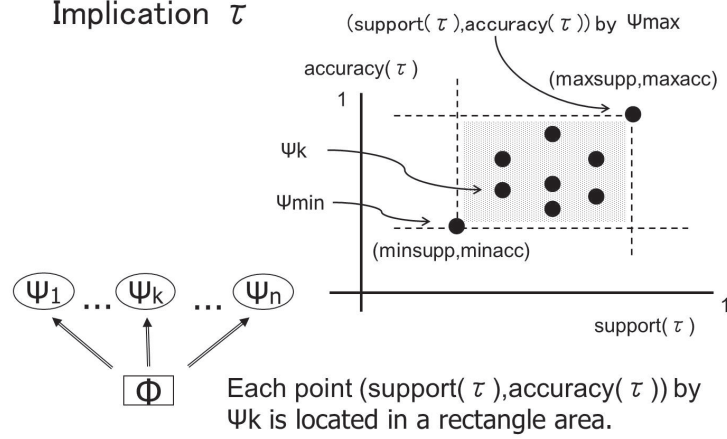 Implication τ
(support(τ),accuracy(τ)) by Ψmax
accuracy(τ)
(maxsupp,maxacc)
1
Ψk
Ψmin
(minsupp,minacc)
Ψ1 ... Ψk ... Ψn
1
support(τ)
Φ
Each point (support(τ),accuracy(τ)) by
Ψk is located in a rectangle area.